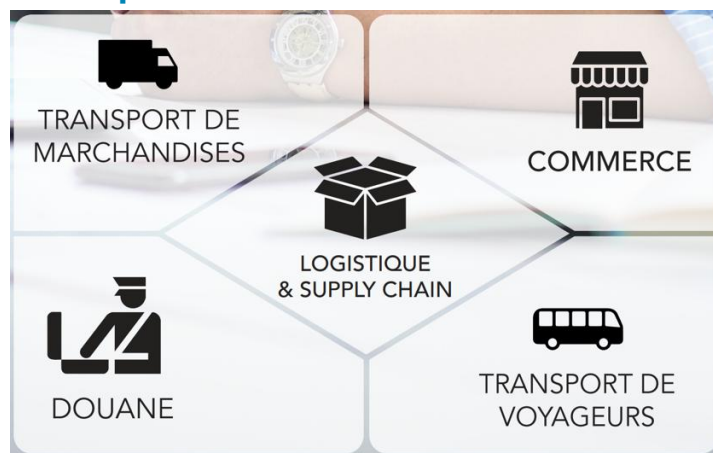 TRANSPORT DE
MARCHANDISES
COMMERCE
LOGISTIQUE
& SUPPLY CHAIN
DOUANE
TRANSPORT DE
VOYAGEURS